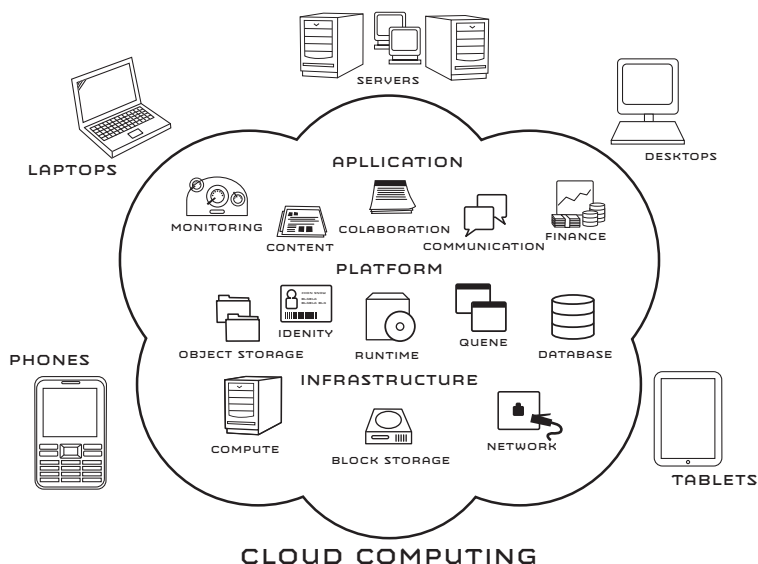 SERVERS
LAPTOPS
DESKTOPS
APLLICATION
MONITORING
CONTENT
COLABORATION
COMMUNICATION
FINANCE
PLATFORM
OBJECT STORAGE
IDENITY
RUNTIME
QUENE
DATABASE
PHONES
INFRASTRUCTURE
COMPUTE
BLOCK STORAGE
NETWORK
TABLETS
CLOUD COMPUTING